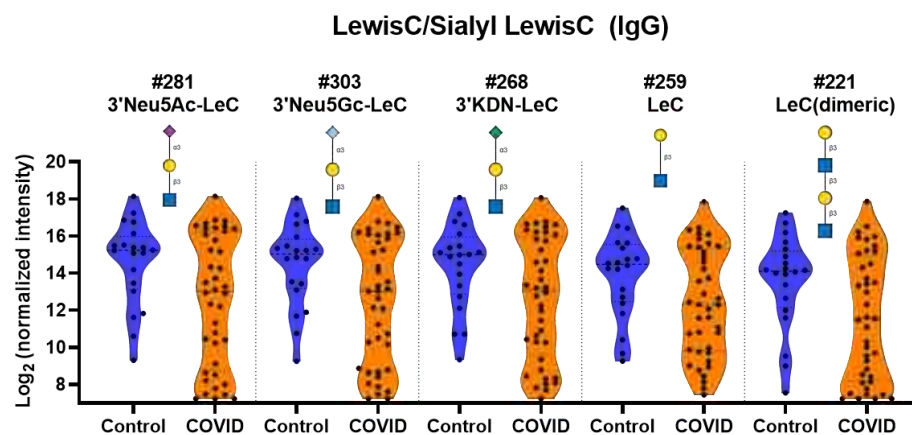 LewisC/Sialyl LewisC (IgG)
#281
3'Neu5Ac-LeC
#303
3'Neu5Gc-LeC
#268
3'KDN-LeC
#259
LeC
#221
LeC(dimeric)
α3
β3
α3
β3
α3
β3
β3
β3
β3
β3
Log2 (normalized intensity)
20
18
16
14
12
10
8
Control COVID Control COVID Control COVID Control COVID Control COVID